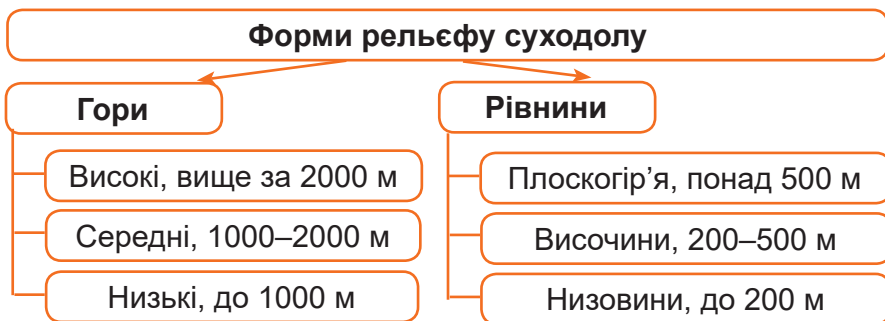 Форми рельєфу суходолу
Гори
Високі, вище за 2000 м
Середні, 1000–2000 м
Низькі, до 1000 м
Рівнини
Плоскогір’я, понад 500 м
Височини, 200–500 м
Низовини, до 200 м